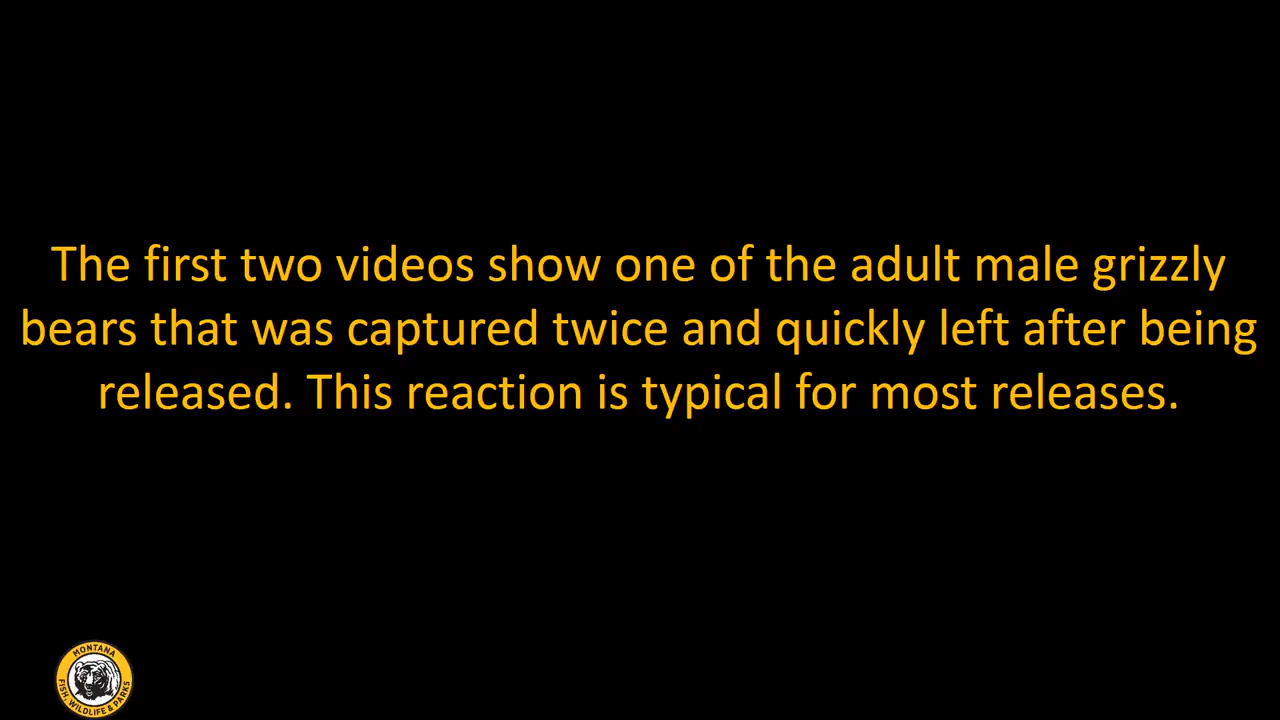 The first two videos show one of the adult male grizzly
bears that was captured twice and quickly left after being
released. This reaction is typical for most releases.
MONTANA
FISH, WILDLIFE & PARKS